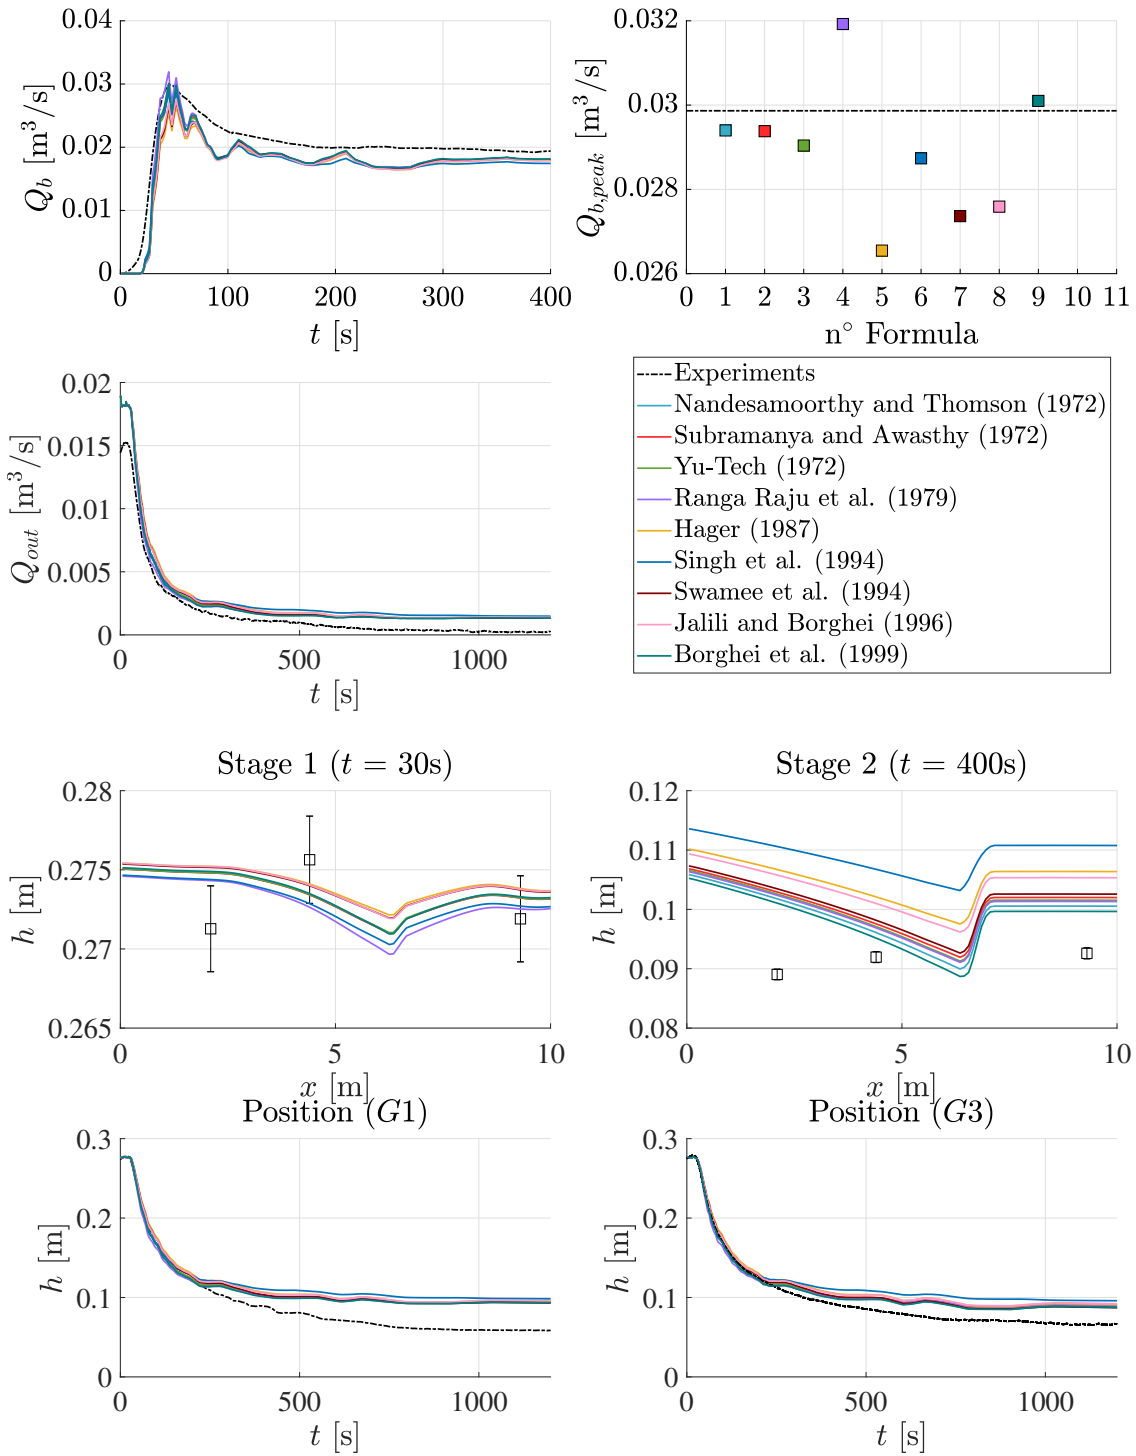 0.04
0.03
0.02
0.01
0
Q_b [m³/s]
0 100 200 300 400
t [s]
0.032
0.03
0.028
0.026
Q_{b,peak} [m³/s]
0 1 2 3 4 5 6 7 8 9 10 11
n° Formula
0.02
0.015
0.01
0.005
0
Q_{out} [m³/s]
0 500 1000
t [s]
Experiments
Nandesamoorthy and Thomson (1972)
Subramanya and Awasthy (1972)
Yu-Tech (1972)
Ranga Raju et al. (1979)
Hager (1987)
Singh et al. (1994)
Swamee et al. (1994)
Jalili and Borghei (1996)
Borghei et al. (1999)
Stage 1 (t = 30s)
0.28
0.275
0.27
0.265
h [m]
0 5 10
x [m]
Stage 2 (t = 400s)
0.12
0.11
0.1
0.09
0.08
h [m]
0 5 10
x [m]
Position (G1)
0.3
0.2
0.1
0
h [m]
0 500 1000
t [s]
Position (G3)
0.3
0.2
0.1
0
h [m]
0 500 1000
t [s]